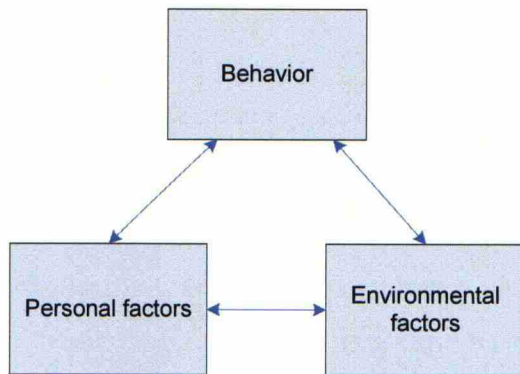 Behavior
Personal factors
Environmental
factors